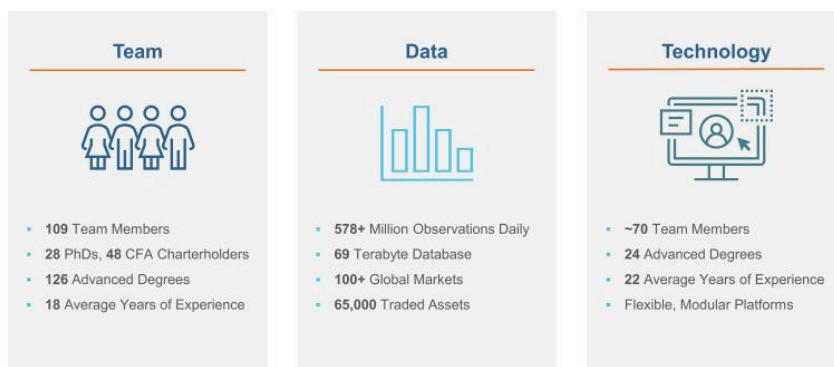 Team
109 Team Members
28 PhDs, 48 CFA Charterholders
126 Advanced Degrees
18 Average Years of Experience
Data
578+ Million Observations Daily
69 Terabyte Database
100+ Global Markets
65,000 Traded Assets
Technology
~70 Team Members
24 Advanced Degrees
22 Average Years of Experience
Flexible, Modular Platforms